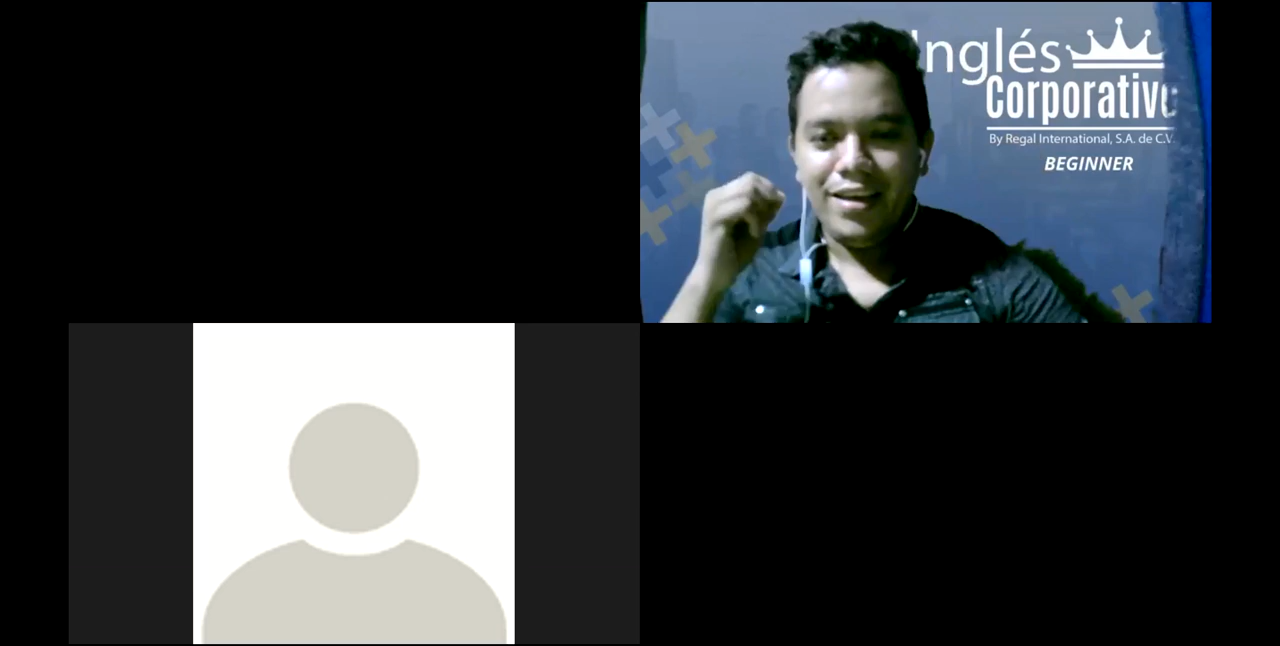 Inglés
Corporativo
By Regal International, S.A. de C.V.
BEGINNER